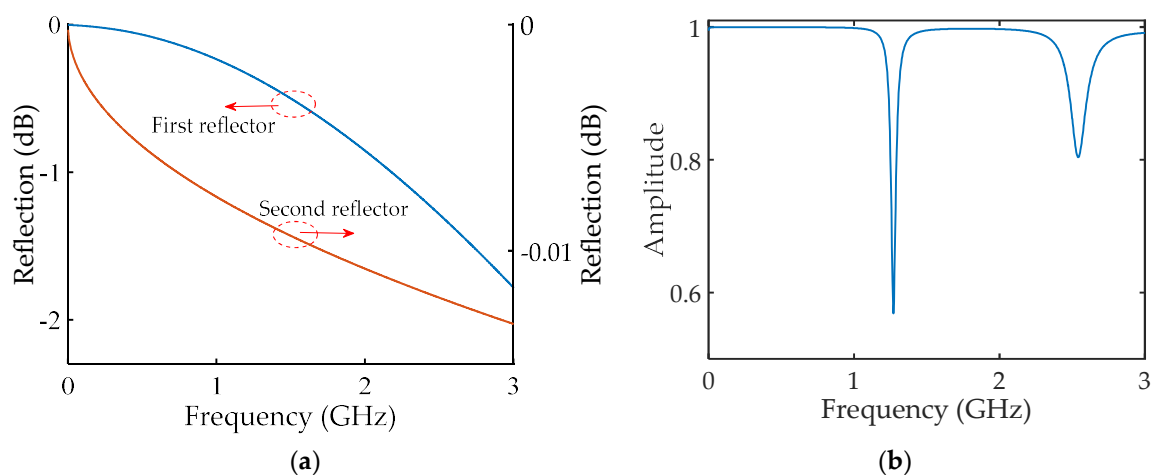 0
-1
-2
Reflection (dB)
First reflector
Second reflector
0
-0.01
Reflection (dB)
0 1 2 3
Frequency (GHz)
(a)
1
0.8
0.6
Amplitude
0 1 2 3
Frequency (GHz)
(b)